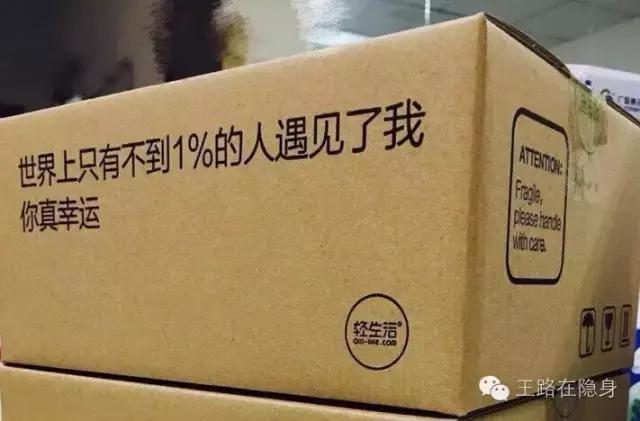 世界上只有不到1%的人遇见了我
你真幸运
ATTENTION:
Fragile,
please handle
with care.
轻生活
王路在隐身